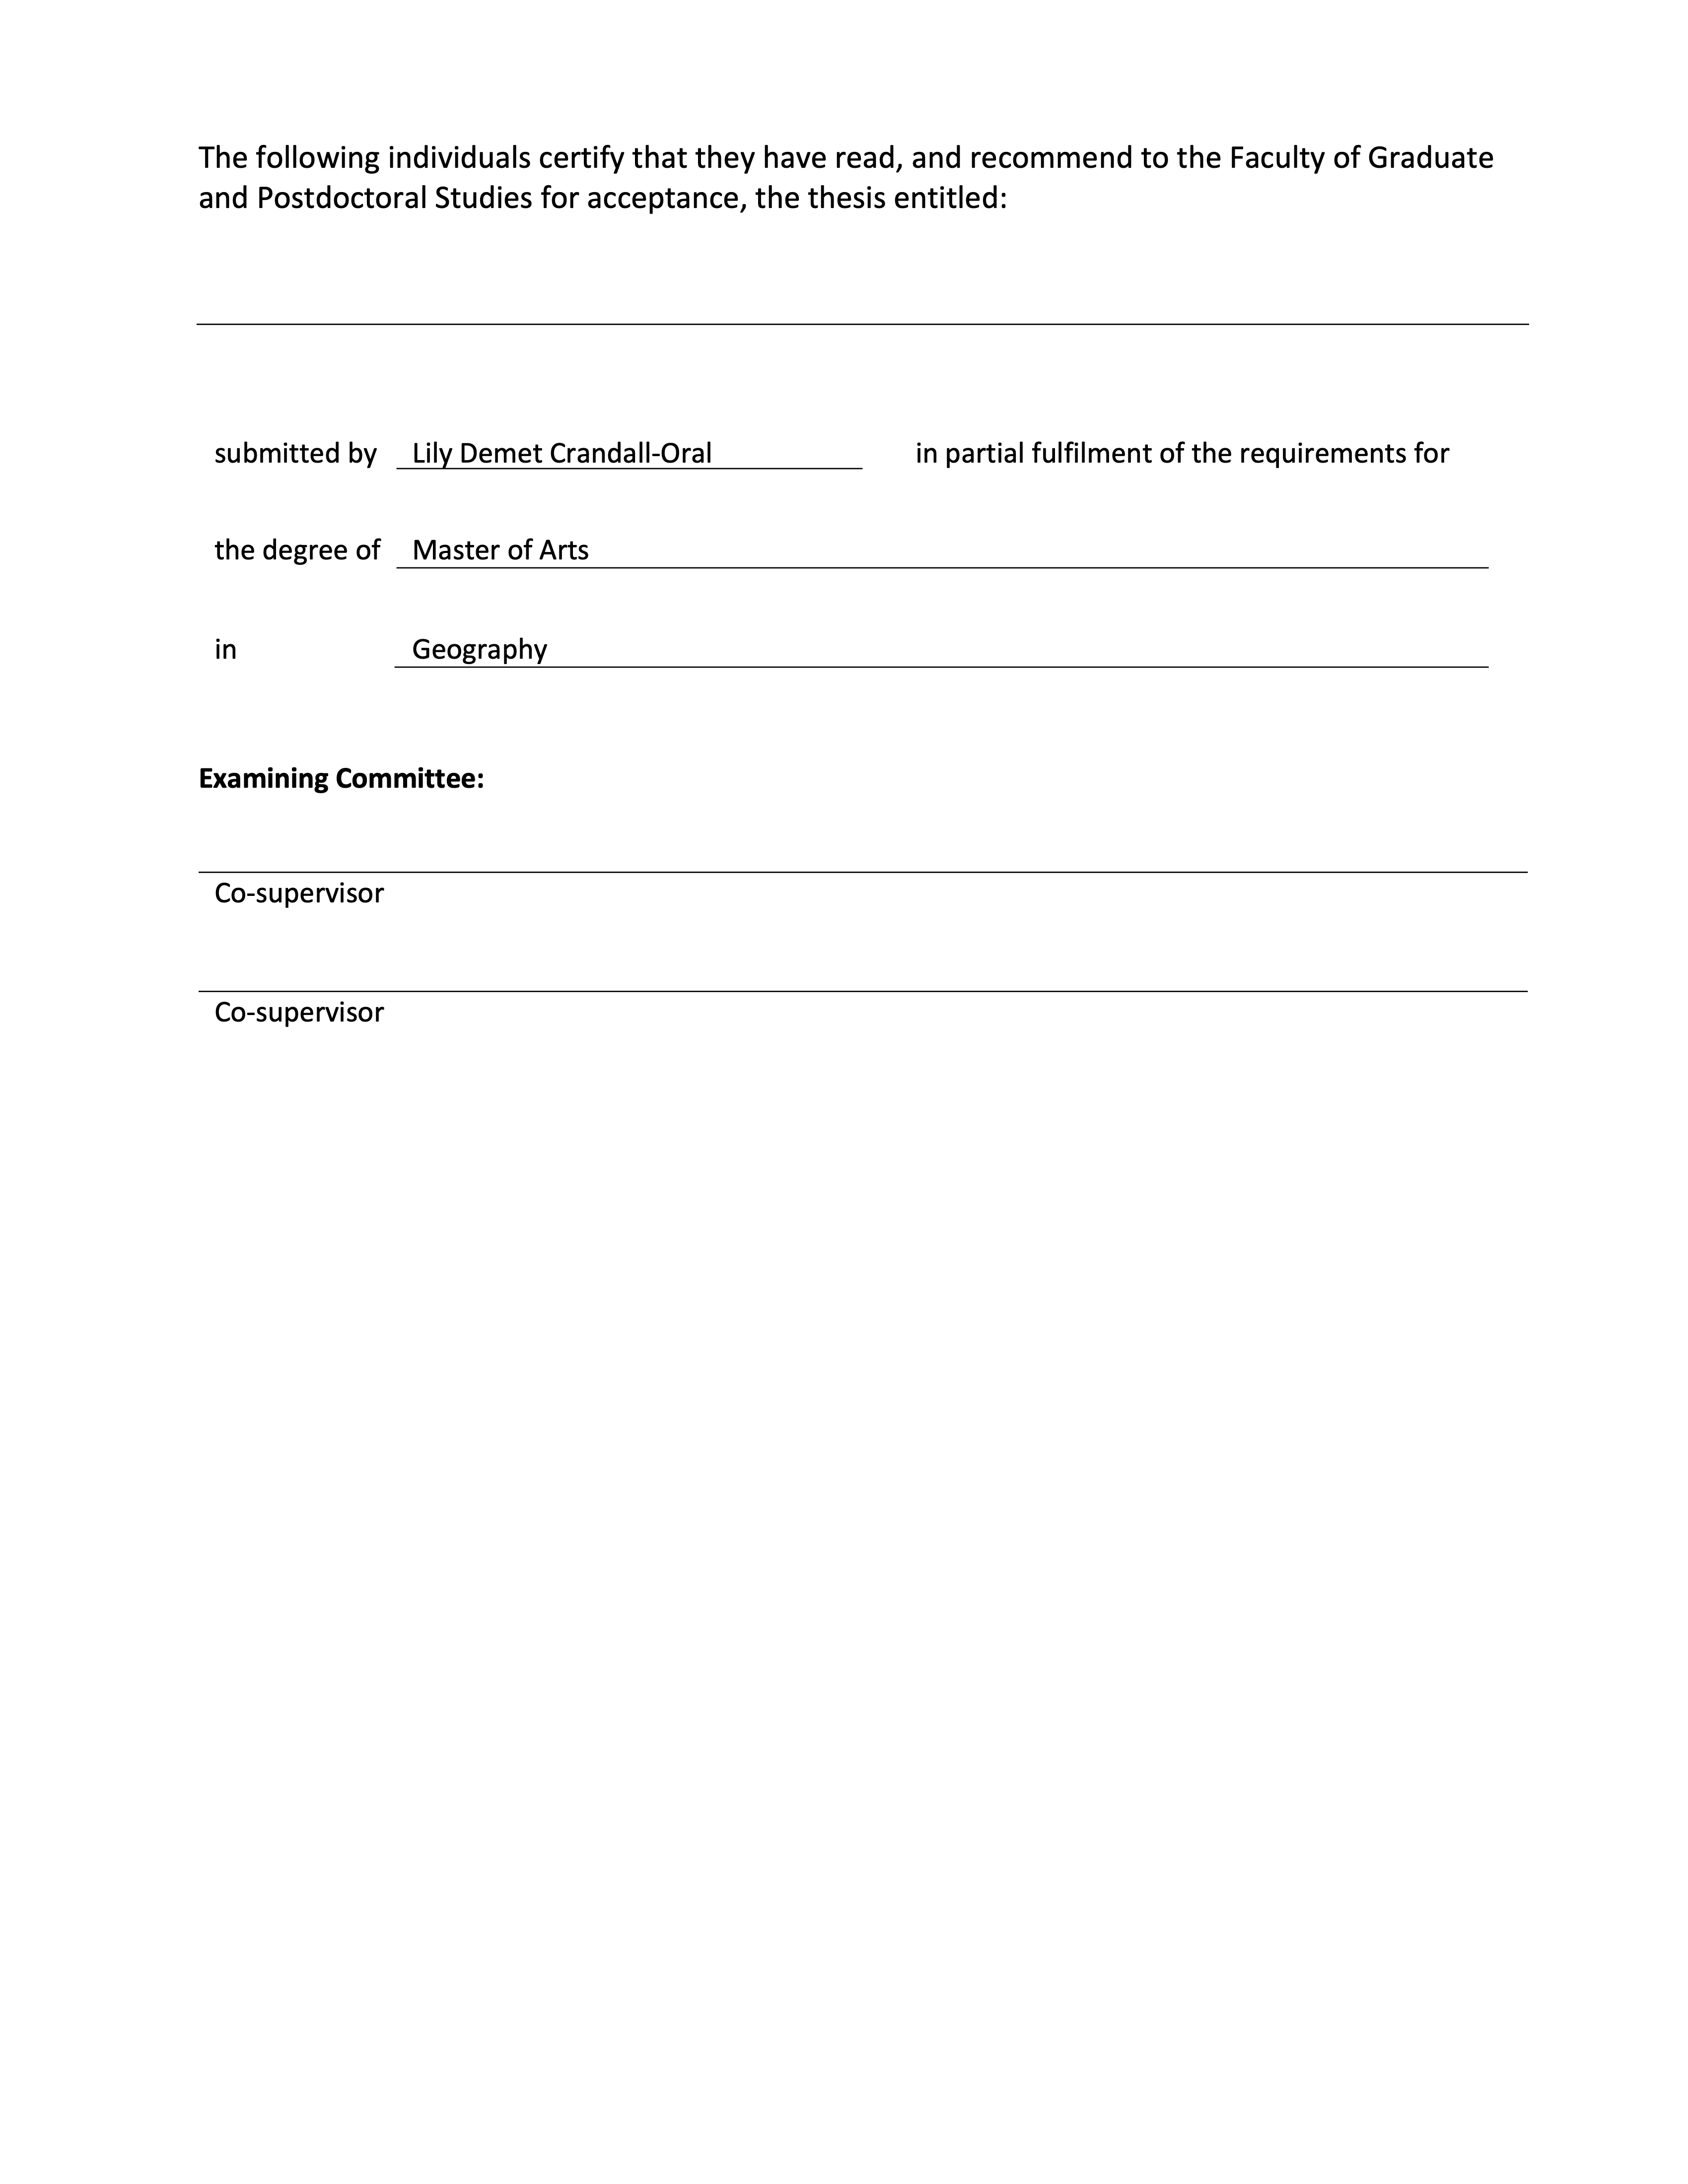 The following individuals certify that they have read, and recommend to the Faculty of Graduate
and Postdoctoral Studies for acceptance, the thesis entitled:
submitted by Lily Demet Crandall-Oral in partial fulfilment of the requirements for
the degree of Master of Arts
in Geography
Examining Committee:
Co-supervisor
Co-supervisor